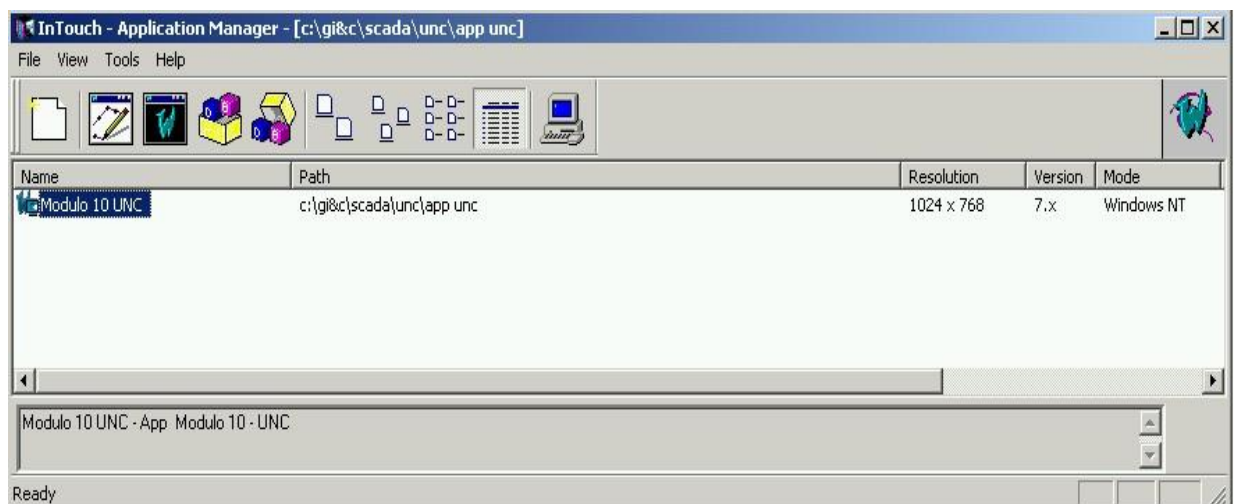 InTouch - Application Manager - [c:\gi&c\scada\unc\app unc]
File View Tools Help
Name Path Resolution Version Mode
Modulo 10 UNC c:\gi&c\scada\unc\app unc 1024 x 768 7.x Windows NT
Modulo 10 UNC - App Modulo 10 - UNC
Ready